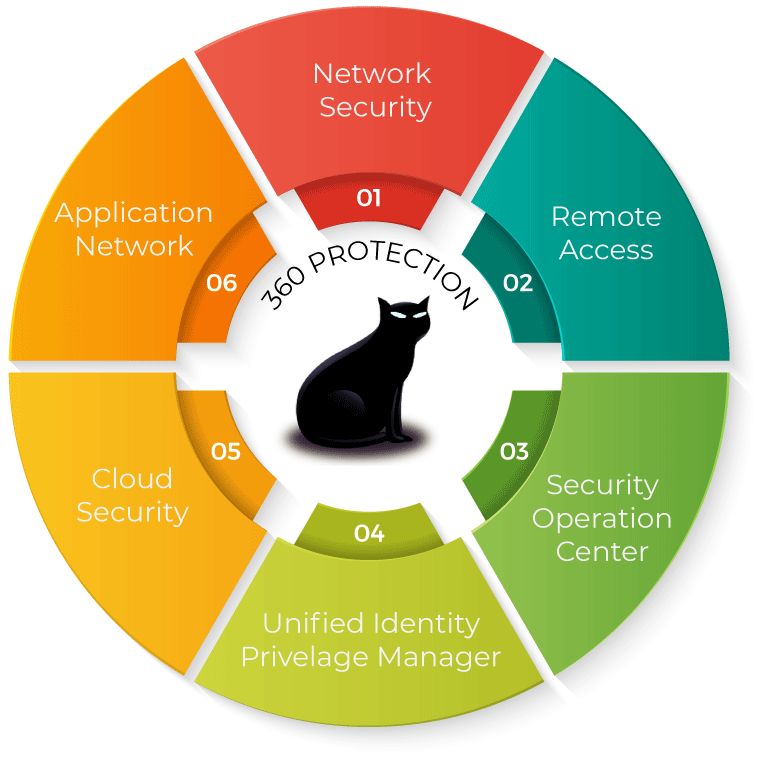 Network
Security
01
Remote
Access
02
Security
Operation
Center
03
Unified Identity
Privelage Manager
04
Cloud
Security
05
Application
Network
06
360 PROTECTION